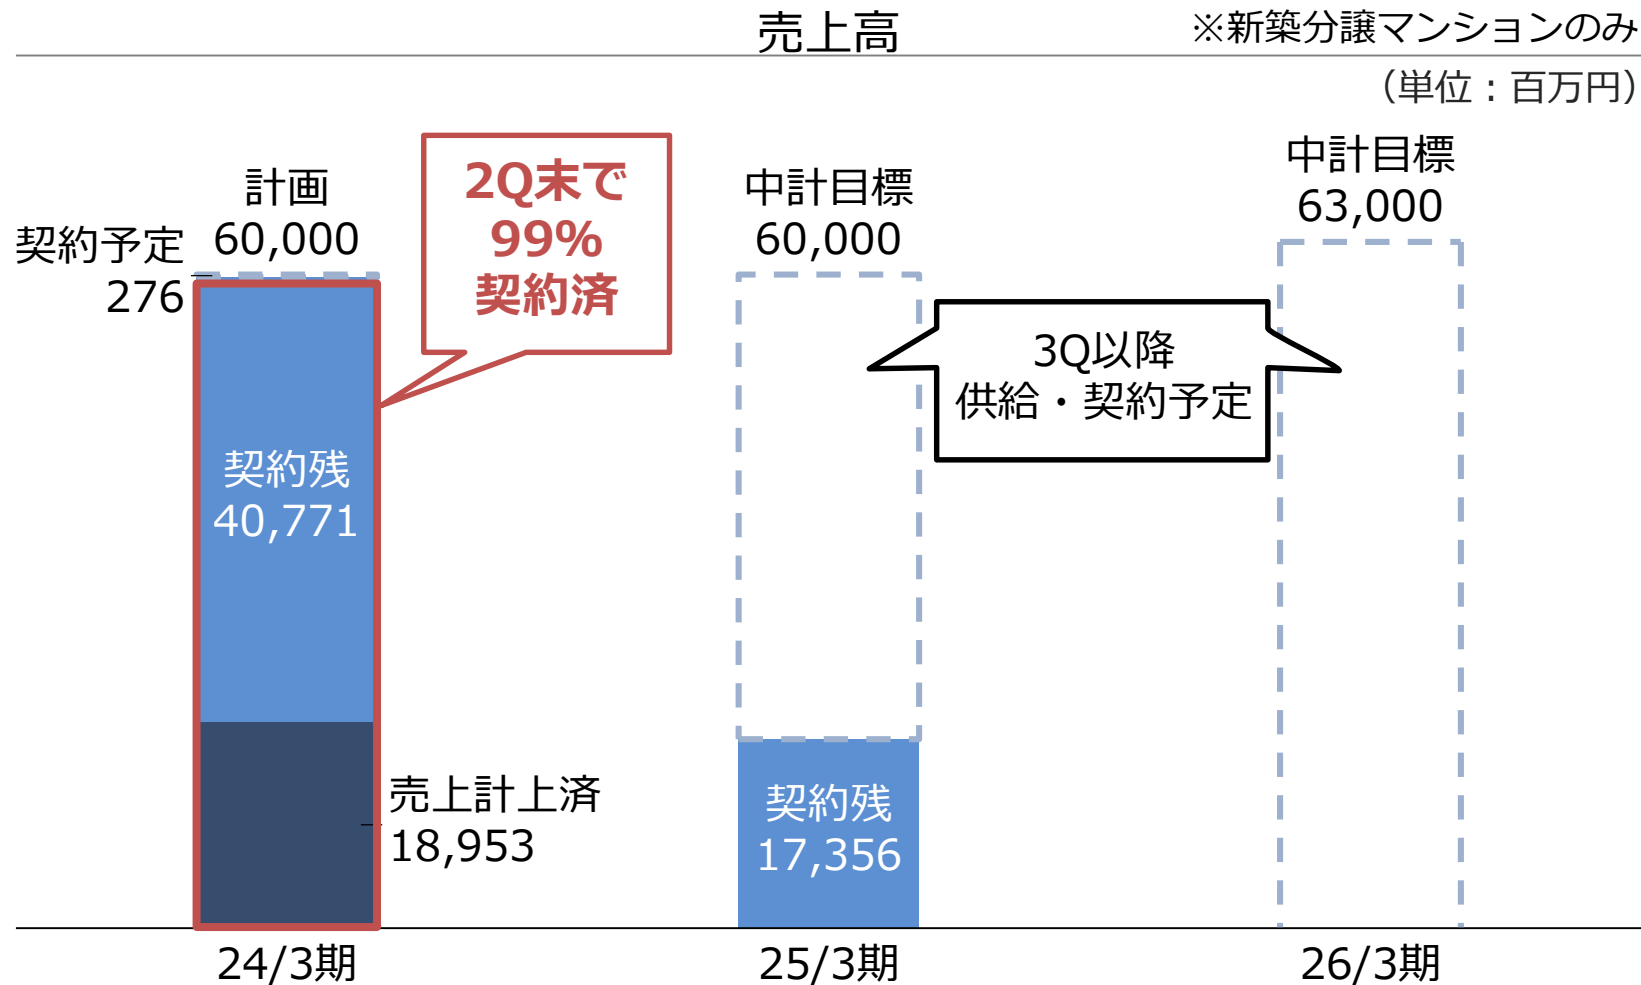 売上高
※新築分譲マンションのみ
（単位：百万円）
計画
60,000
契約予定
276
2Q末で
99%
契約済
契約残
40,771
売上計上済
18,953
中計目標
60,000
3Q以降
供給・契約予定
契約残
17,356
中計目標
63,000
24/3期
25/3期
26/3期